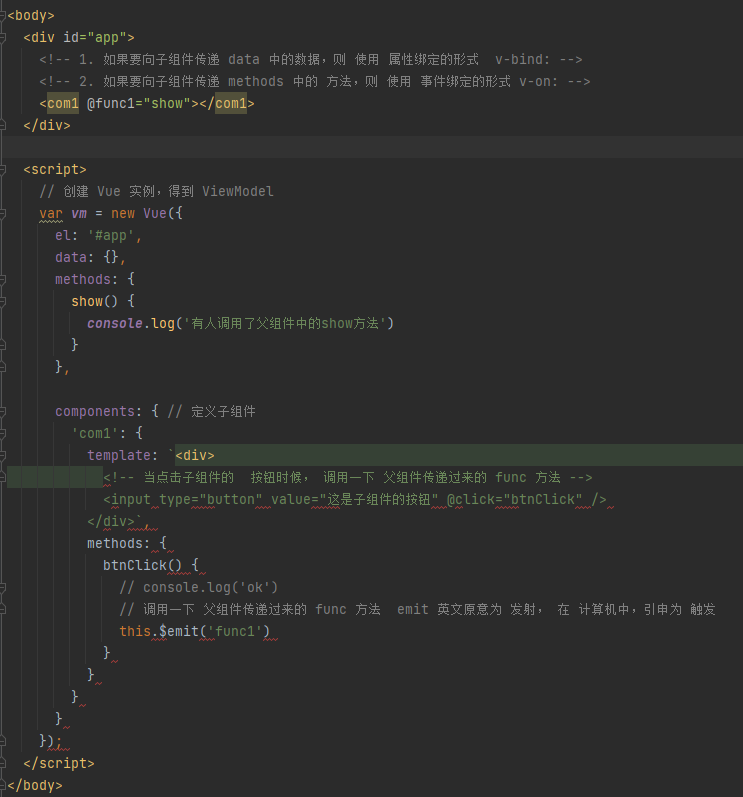 <body>
<div id="app">
<!-- 1. 如果要向子组件传递 data 中的数据，则 使用 属性绑定的形式  v-bind: -->
<!-- 2. 如果要向子组件传递 methods 中的 方法，则 使用 事件绑定的形式 v-on: -->
<com1 @func1="show"></com1>
</div>
<script>
// 创建 Vue 实例，得到 ViewModel
var vm = new Vue({
el: '#app',
data: {},
methods: {
show() {
console.log('有人调用了父组件中的show方法')
}
},
components: { // 定义子组件
'com1': {
template: `<div>
<!-- 当点击子组件的  按钮时候， 调用一下 父组件传递过来的 func 方法 -->
<input type="button" value="这是子组件的按钮" @click="btnClick" />
</div>`,
methods: {
btnClick() {
// console.log('ok')
// 调用一下 父组件传递过来的 func 方法  emit 英文原意为 发射， 在 计算机中，引申为 触发
this.$emit('func1')
}
}
}
}
});
</script>
</body>